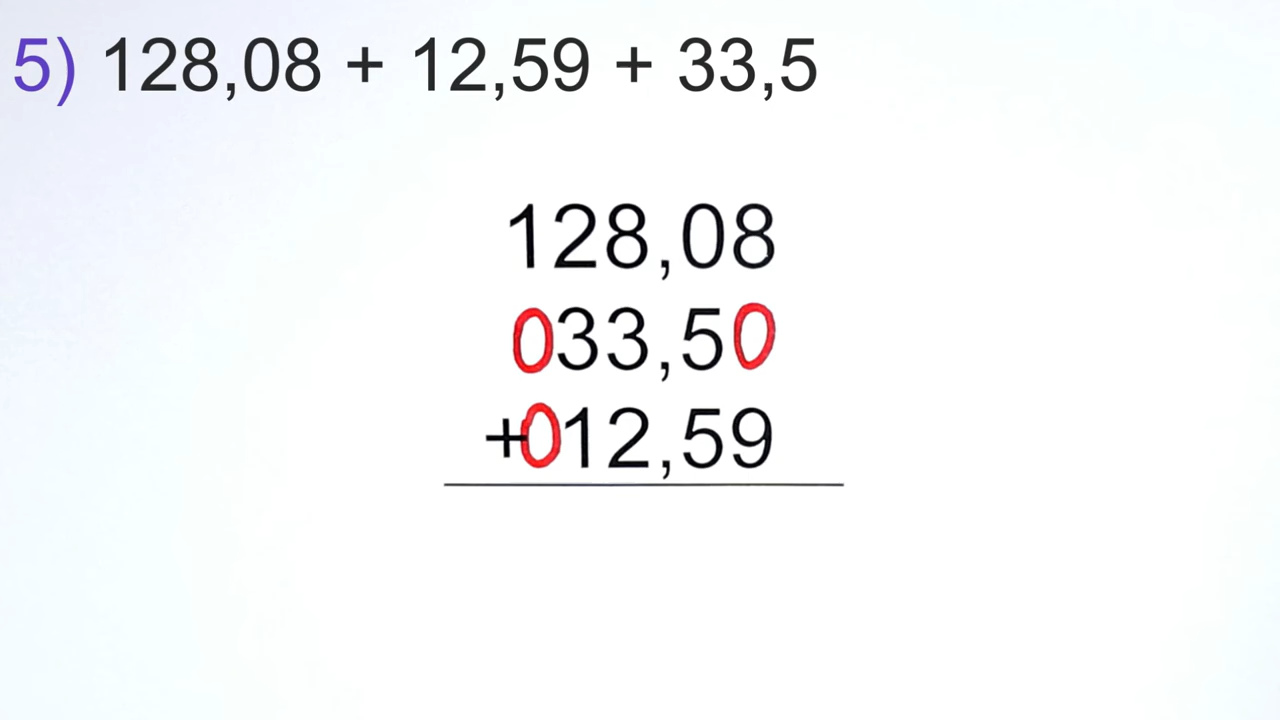 5) 128,08 + 12,59 + 33,5
128,08
033,50
+012,59